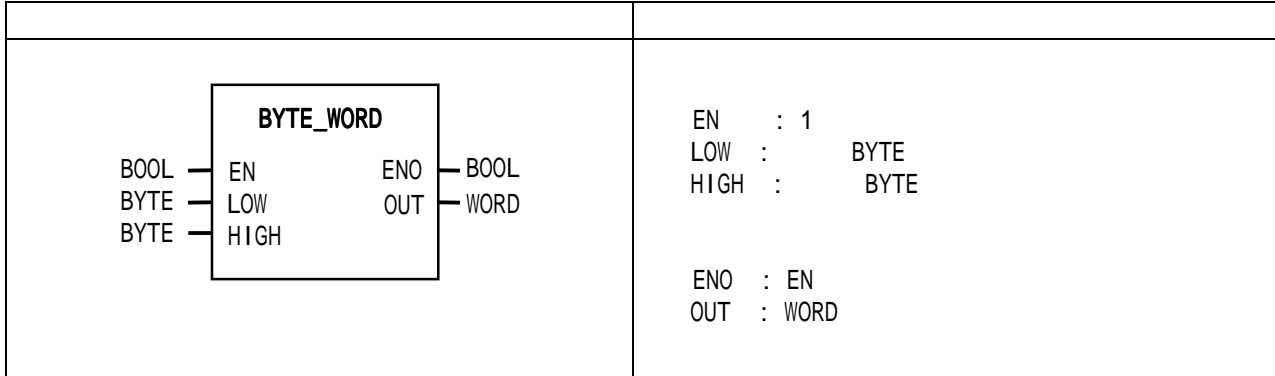 BYTE_WORD
BOOL EN ENO BOOL
BYTE LOW OUT WORD
BYTE HIGH
EN : 1
LOW : BYTE
HIGH : BYTE
ENO : EN
OUT : WORD